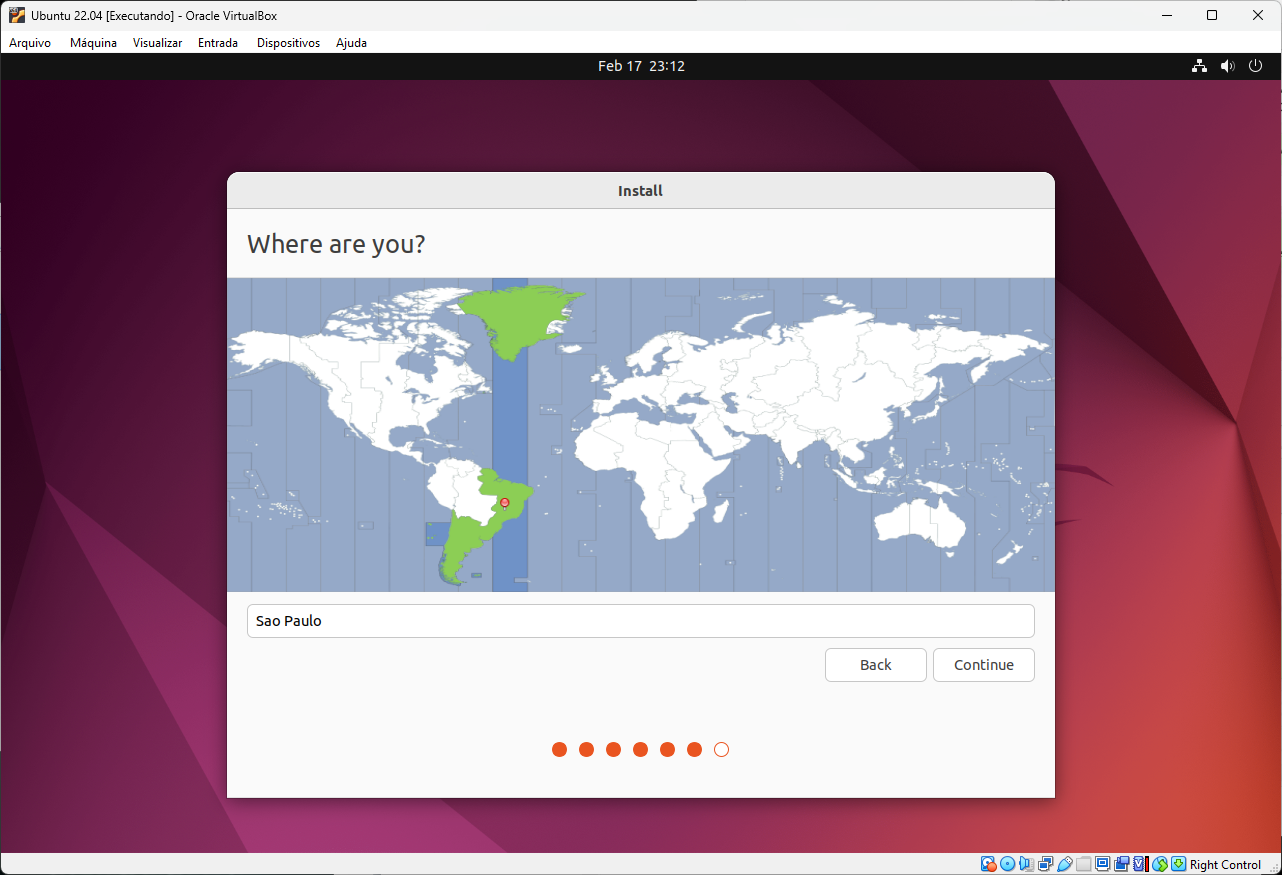 Ubuntu 22.04 [Executando] - Oracle VirtualBox
Arquivo Máquina Visualizar Entrada Dispositivos Ajuda
Feb 17 23:12
Install
Where are you?
Sao Paulo
Back Continue
Right Control